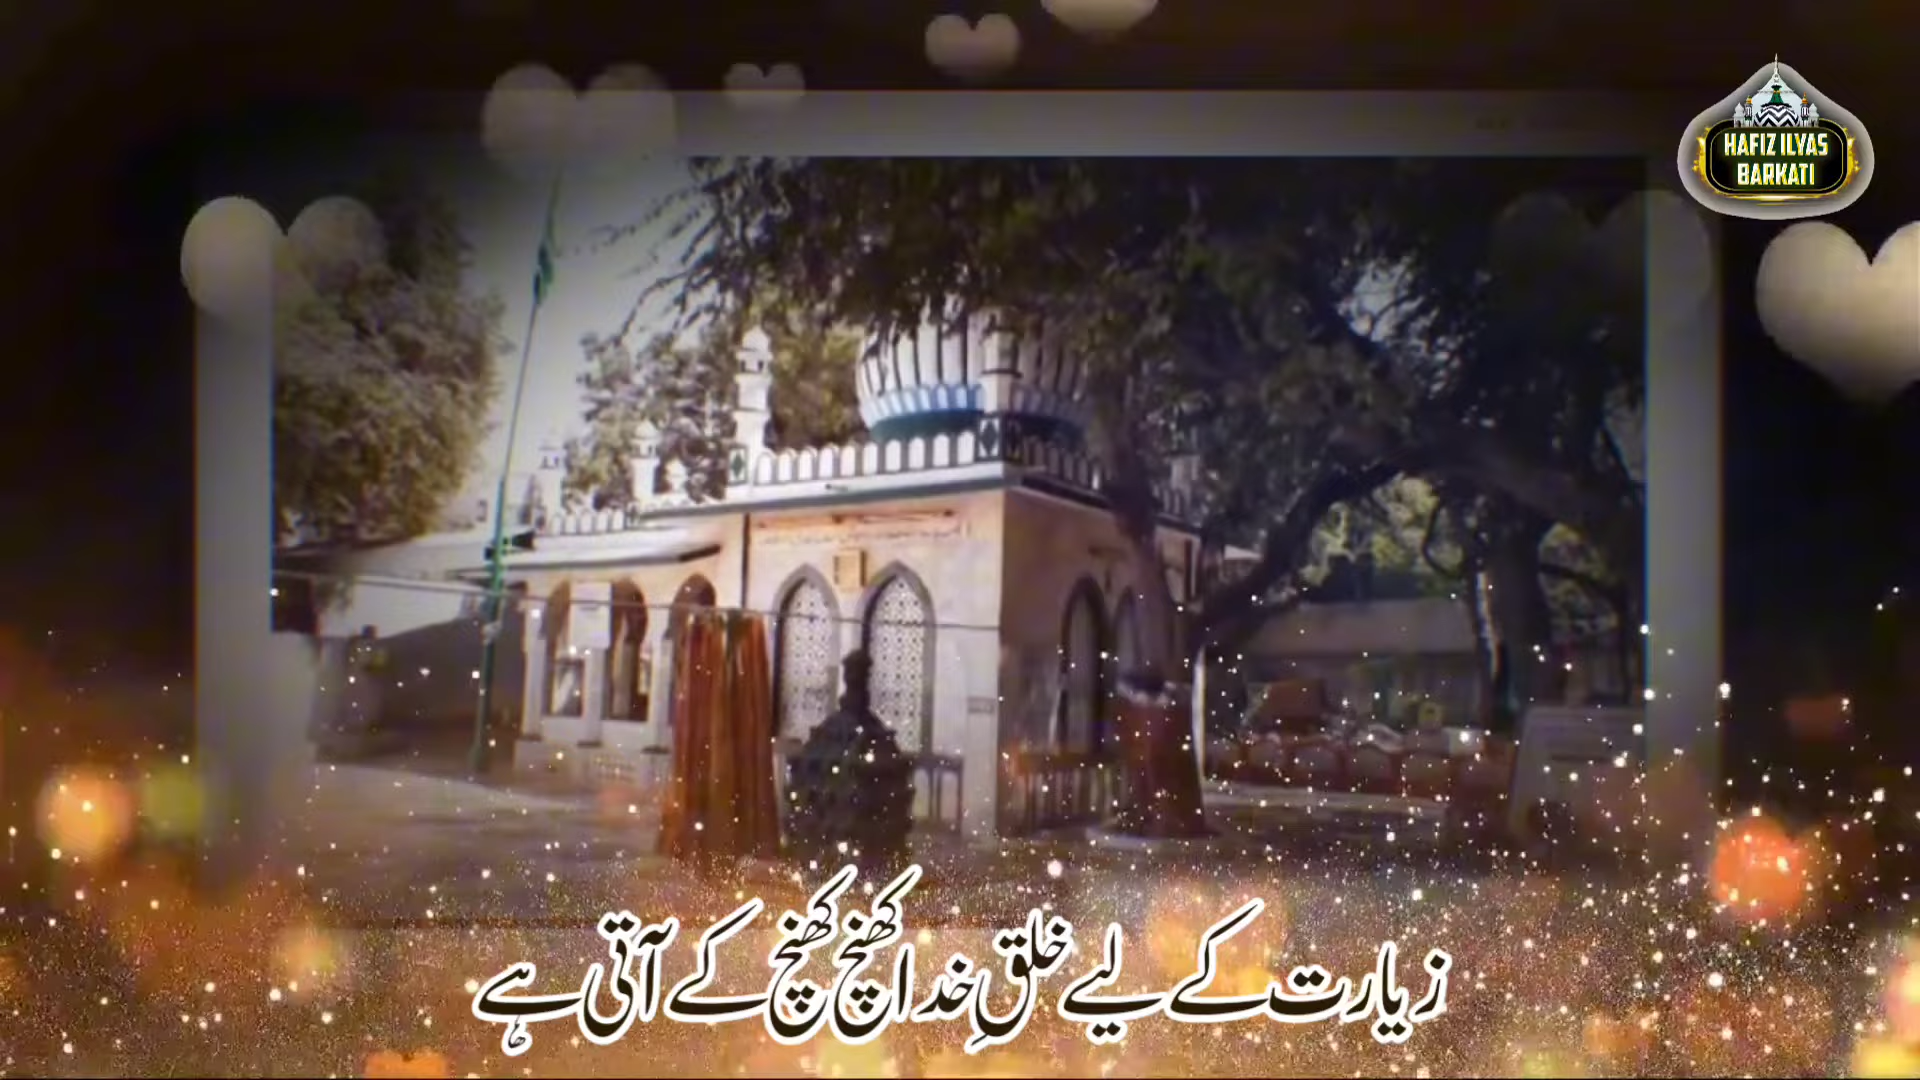 HAFIZ ILYAS
BARKATI
زیارت کے لیے خلقِ خدا کھنچ کھنچ کے آتی ہے